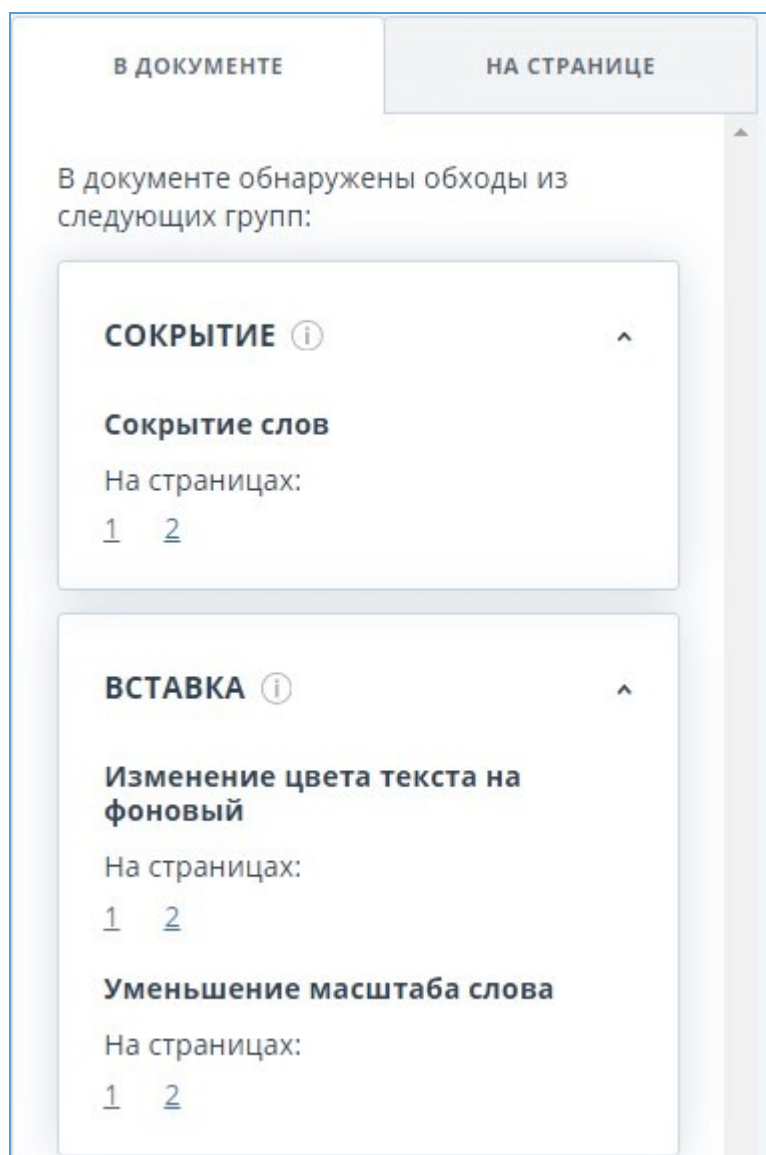 В ДОКУМЕНТЕ НА СТРАНИЦЕ
В документе обнаружены обходы из
следующих групп:
СОКРЫТИЕ
Сокрытие слов
На страницах:
1 2
ВСТАВКА
Изменение цвета текста на
фоновый
На страницах:
1 2
Уменьшение масштаба слова
На страницах:
1 2